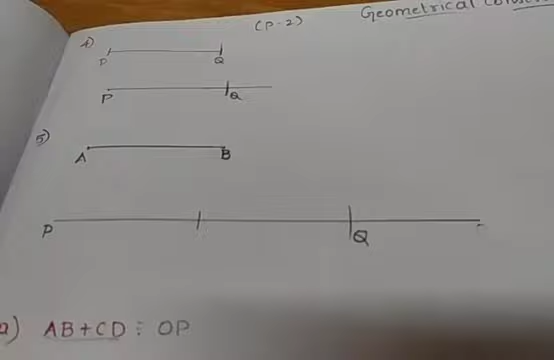 (P-2) Geometrical
4)
P Q
P Q
5)
A B
P Q
a) AB+CD = OP